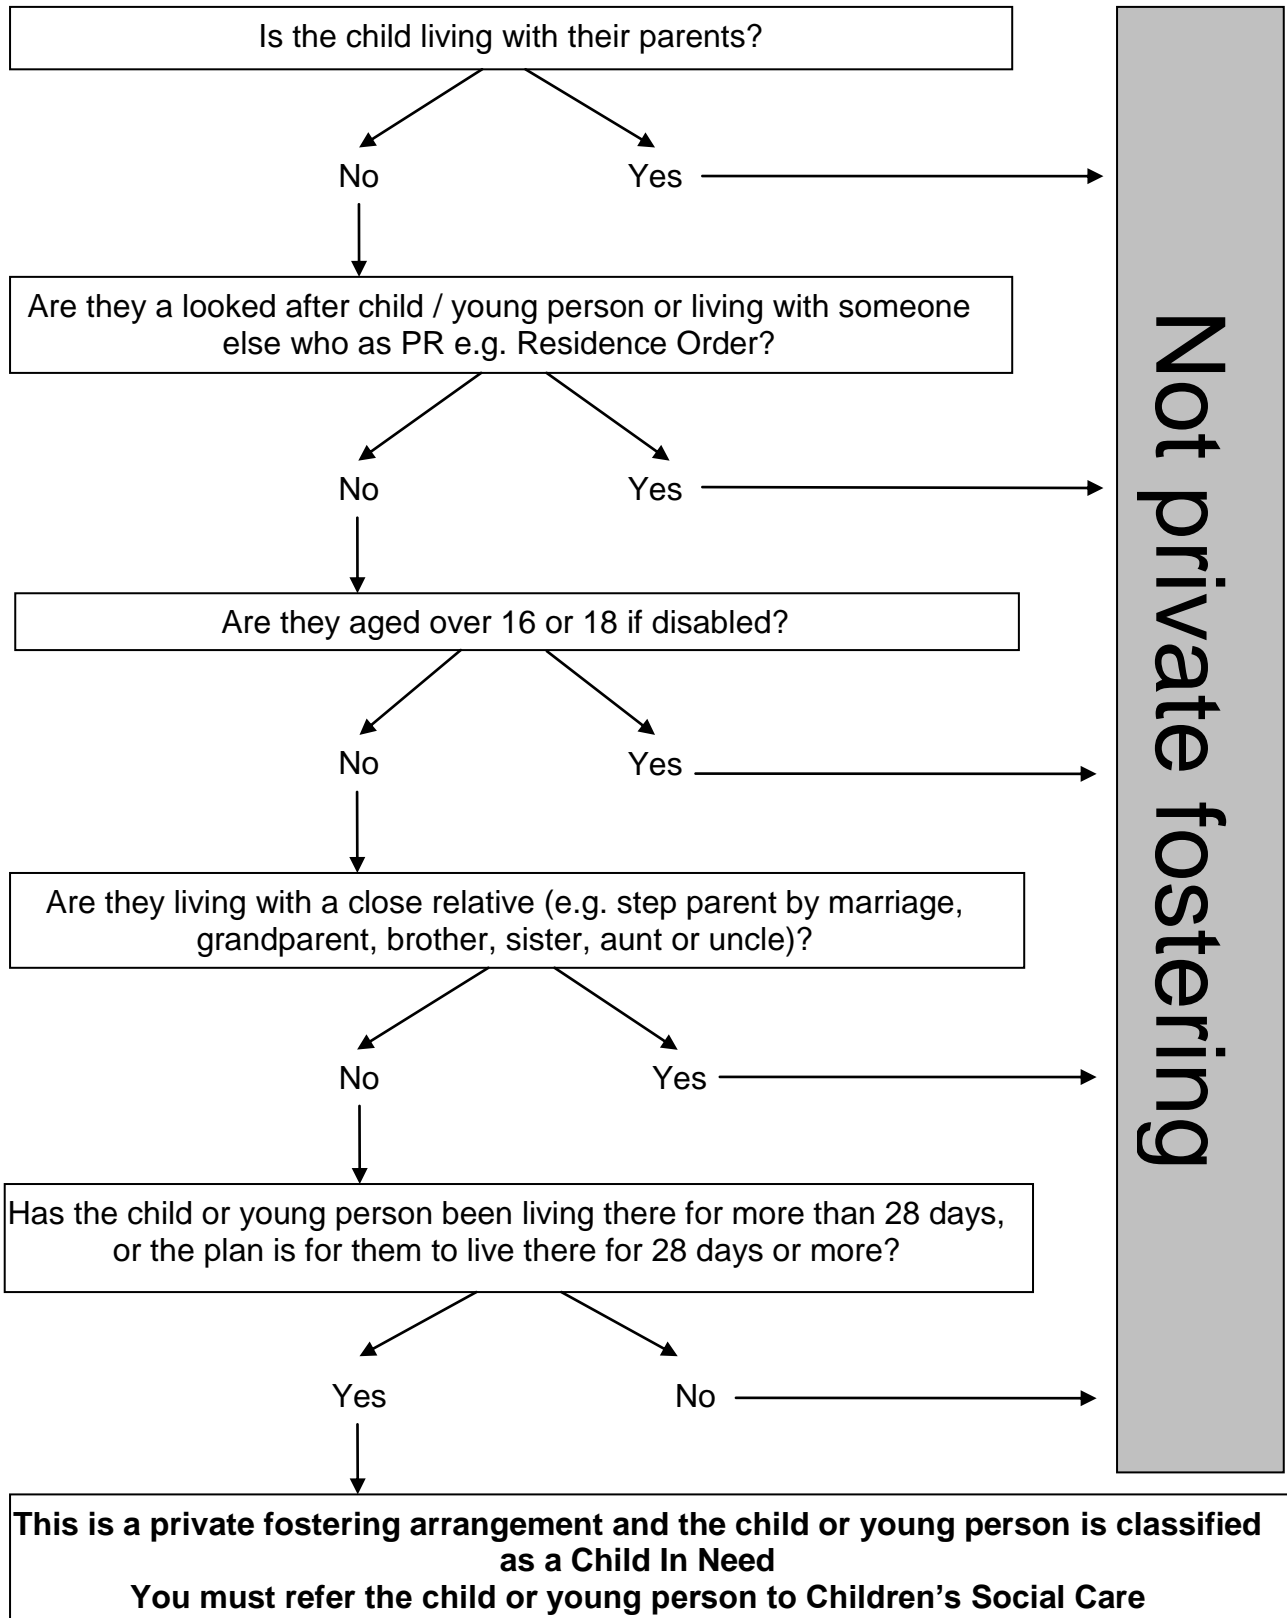 Is the child living with their parents?
No
Yes
Are they a looked after child / young person or living with someone
else who as PR e.g. Residence Order?
No
Yes
Are they aged over 16 or 18 if disabled?
No
Yes
Are they living with a close relative (e.g. step parent by marriage,
grandparent, brother, sister, aunt or uncle)?
No
Yes
Has the child or young person been living there for more than 28 days,
or the plan is for them to live there for 28 days or more?
Yes
No
This is a private fostering arrangement and the child or young person is classified
as a Child In Need
You must refer the child or young person to Children’s Social Care
Not private fostering